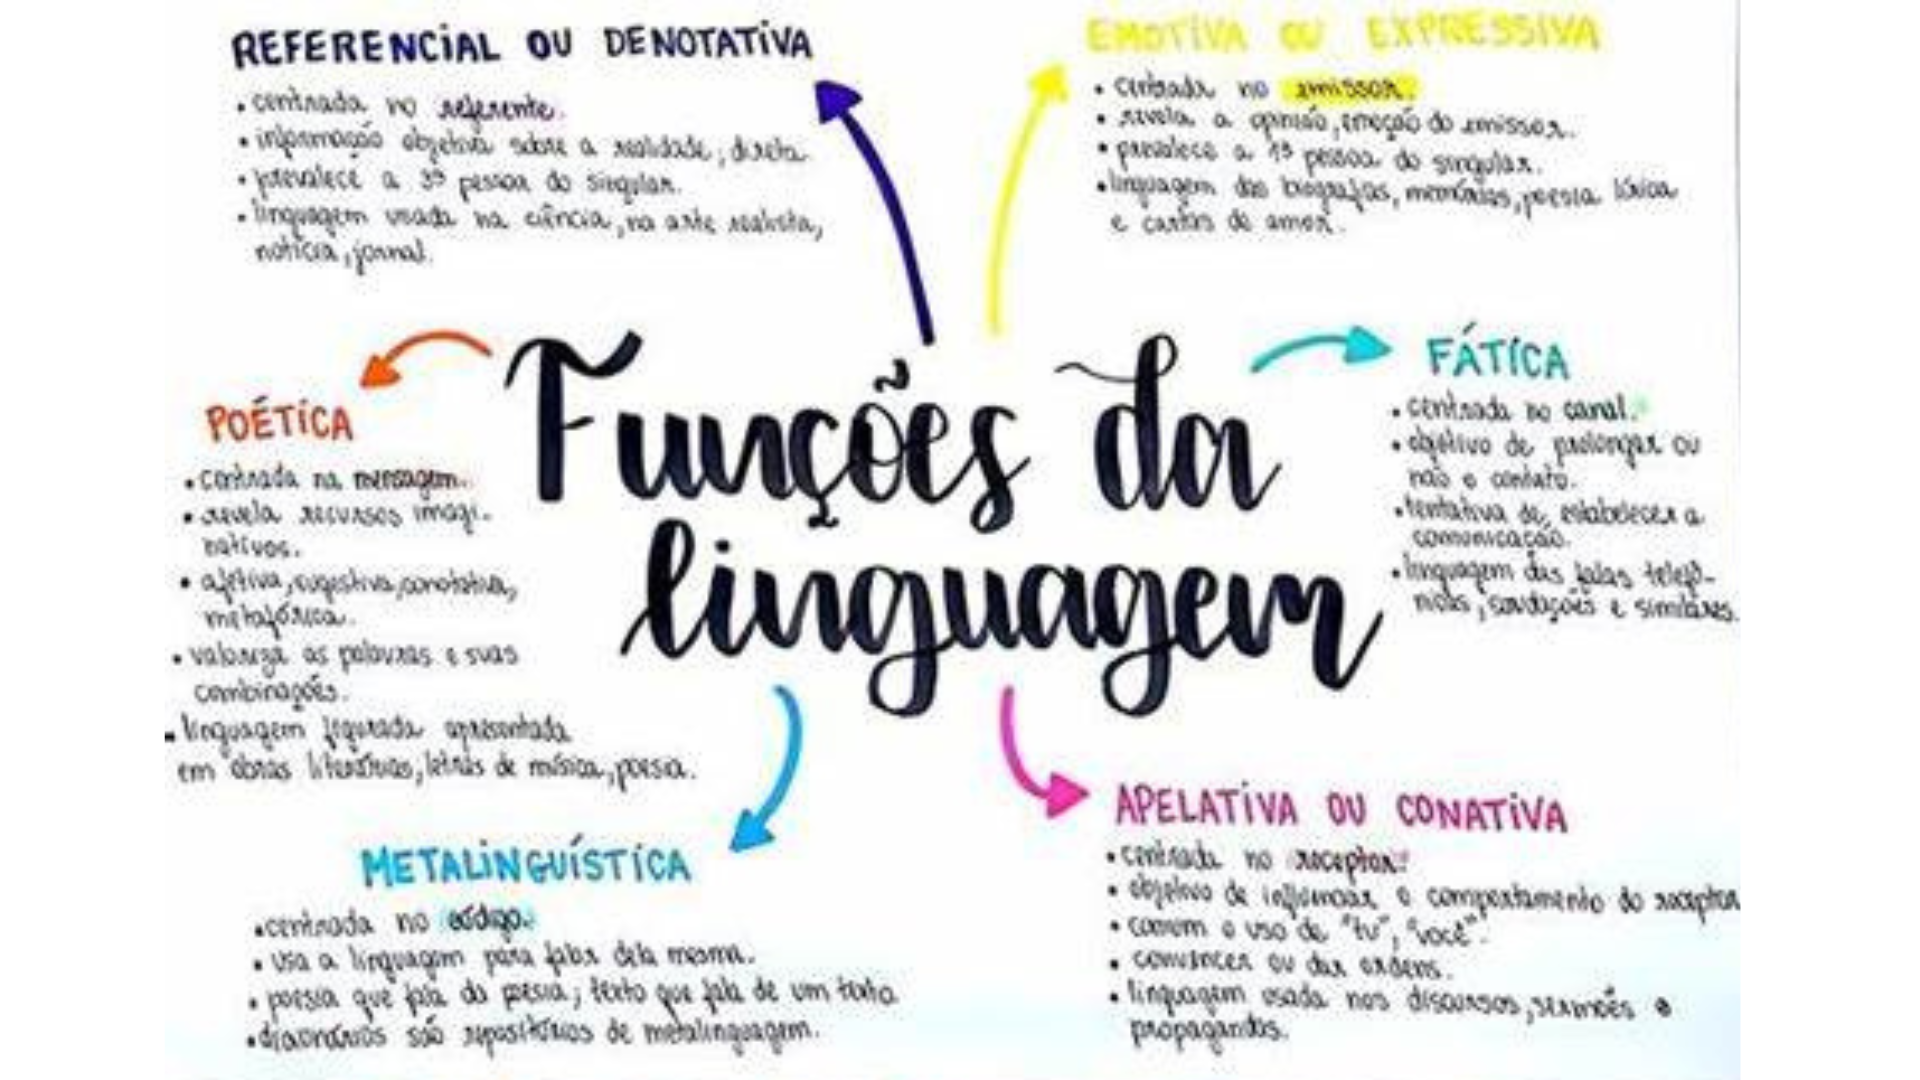 REFERENCIAL OU DENOTATIVA
• centrada no referente.
• informação objetiva sobre a realidade; direta.
• prevalece a 3ª pessoa do singular.
• linguagem usada na ciência, na arte realista,
notícia, jornal.
EMOTIVA OU EXPRESSIVA
• centrada no emissor.
• revela a opinião, emoção do emissor.
• prevalece a 1ª pessoa do singular.
• linguagem das biografias, memórias, poesia lírica
e cartas de amor.
FÁTICA
• centrada no canal.
• objetivo de prolongar ou
não o contato.
• tentativa de estabelecer a
comunicação.
• linguagem das falas telefô-
nicas, saudações e similares.
Funções da
linguagem
POÉTICA
• centrada na mensagem.
• revela recursos imagi-
nativos.
• afetiva, sugestiva, conotativa,
metafórica.
• valoriza as palavras e suas
combinações.
• linguagem figurada apresentada
em obras literárias, letras de música, poesia.
METALINGUÍSTICA
• centrada no código.
• usa a linguagem para falar dela mesma.
• poesia que fala da poesia; texto que fala de um texto
• dicionários são repositórios de metalinguagem.
APELATIVA OU CONATIVA
• centrada no receptor.
• objetivo de influenciar o comportamento do receptor
• comum o uso de "tu", "você".
• convencer ou dar ordens.
• linguagem usada nos discursos, sermões e
propagandas.